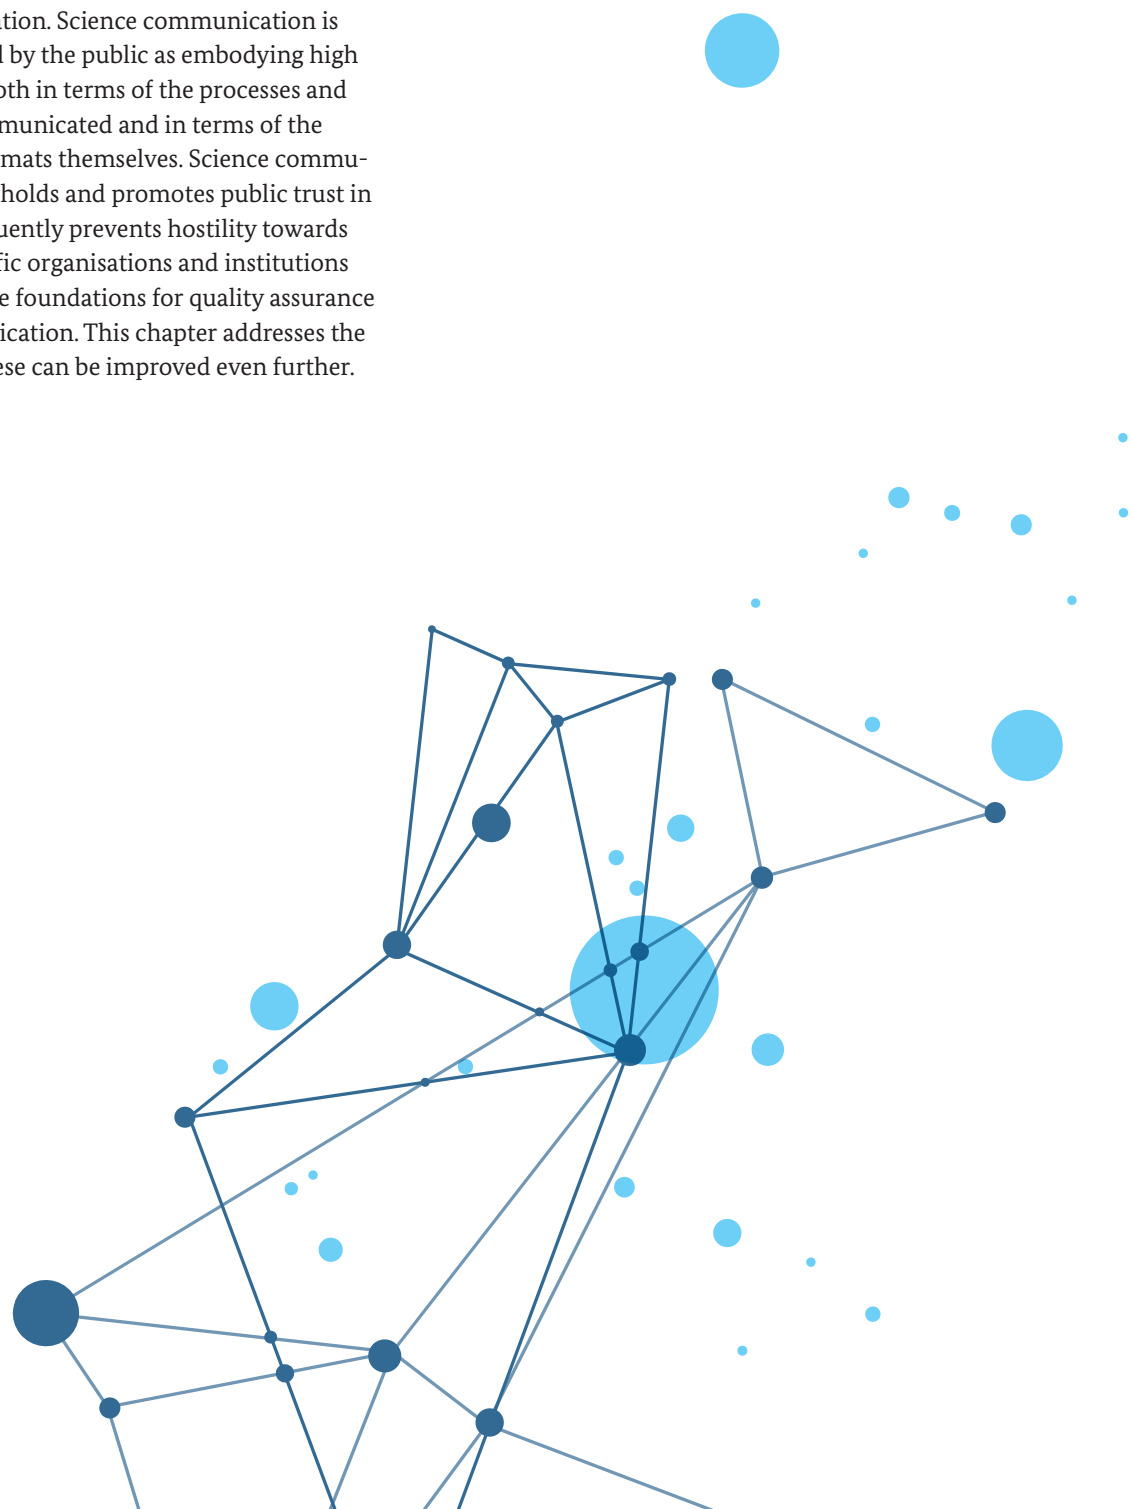 tion. Science communication is
by the public as embodying high
oth in terms of the processes and
municated and in terms of the
mats themselves. Science commu-
holds and promotes public trust in
uently prevents hostility towards
fic organisations and institutions
e foundations for quality assurance
ication. This chapter addresses the
ese can be improved even further.